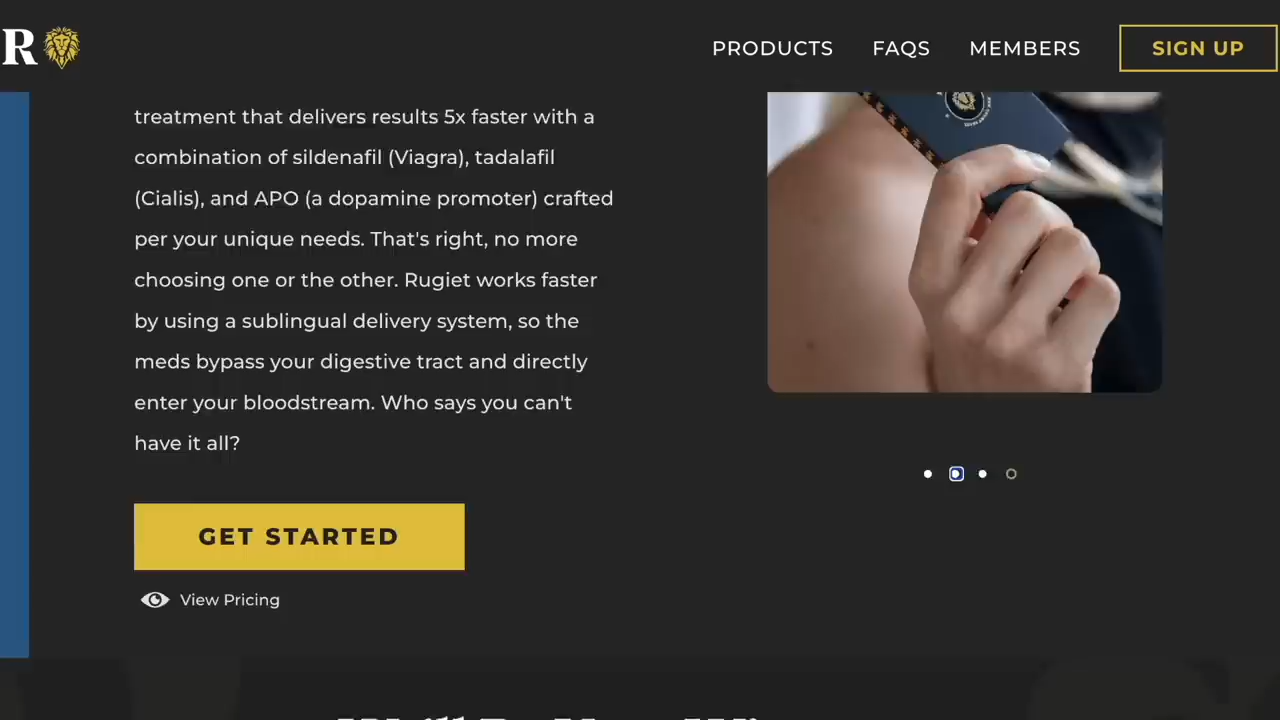 R
PRODUCTS FAQS MEMBERS SIGN UP
treatment that delivers results 5x faster with a
combination of sildenafil (Viagra), tadalafil
(Cialis), and APO (a dopamine promoter) crafted
per your unique needs. That's right, no more
choosing one or the other. Rugiet works faster
by using a sublingual delivery system, so the
meds bypass your digestive tract and directly
enter your bloodstream. Who says you can't
have it all?
GET STARTED
View Pricing